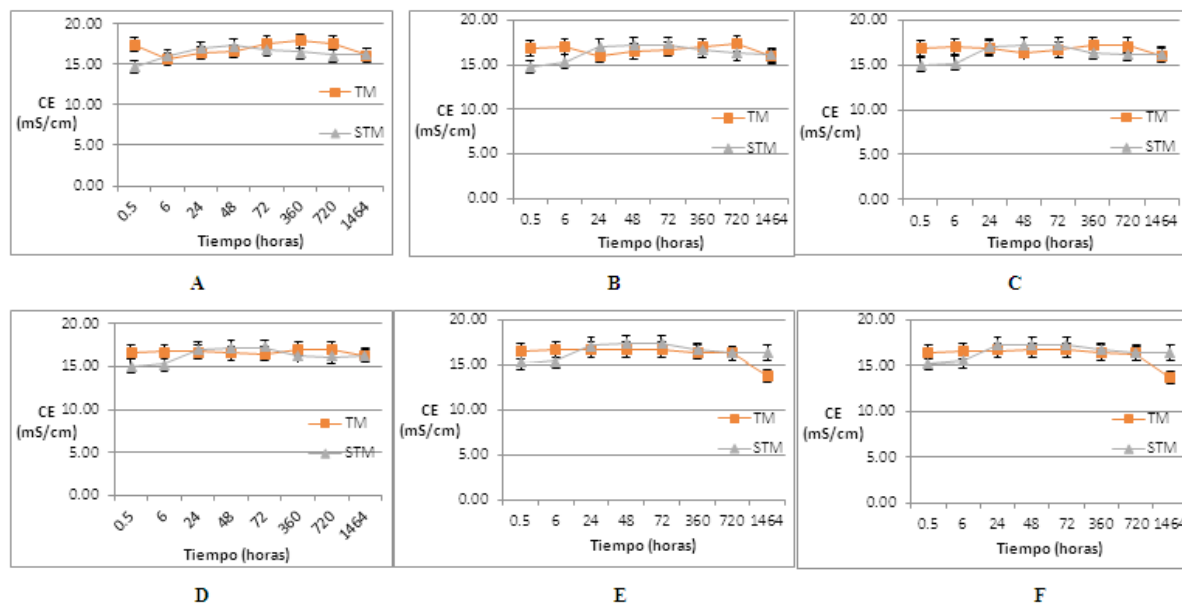 20.00
15.00
10.00
5.00
0.00
CE
(mS/cm)
TM
STM
0.5 6 24 48 72 360 720 1464
Tiempo (horas)
A
20.00
15.00
10.00
5.00
0.00
CE
(mS/cm)
TM
STM
0.5 6 24 48 72 360 720 1464
Tiempo (horas)
B
20.00
15.00
10.00
5.00
0.00
CE
(mS/cm)
TM
STM
0.5 6 24 48 72 360 720 1464
Tiempo (horas)
C
20.00
15.00
10.00
5.00
0.00
CE
(mS/cm)
TM
STM
0.5 6 24 48 72 360 720 1464
Tiempo (horas)
D
20.00
15.00
10.00
5.00
0.00
CE
(mS/cm)
TM
STM
0.5 6 24 48 72 360 720 1464
Tiempo (horas)
E
20.00
15.00
10.00
5.00
0.00
CE
(mS/cm)
TM
STM
0.5 6 24 48 72 360 720 1464
Tiempo (horas)
F